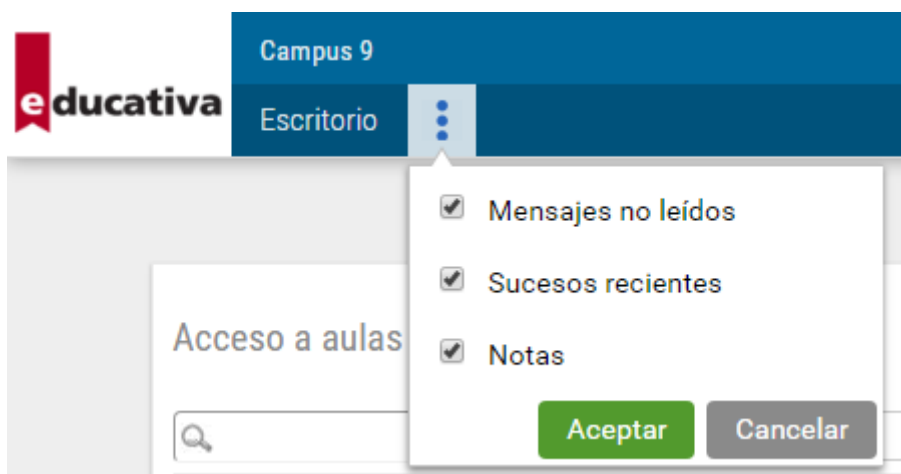 educativa
Campus 9
Escritorio
Mensajes no leídos
Sucesos recientes
Acceso a aulas
Notas
Aceptar Cancelar